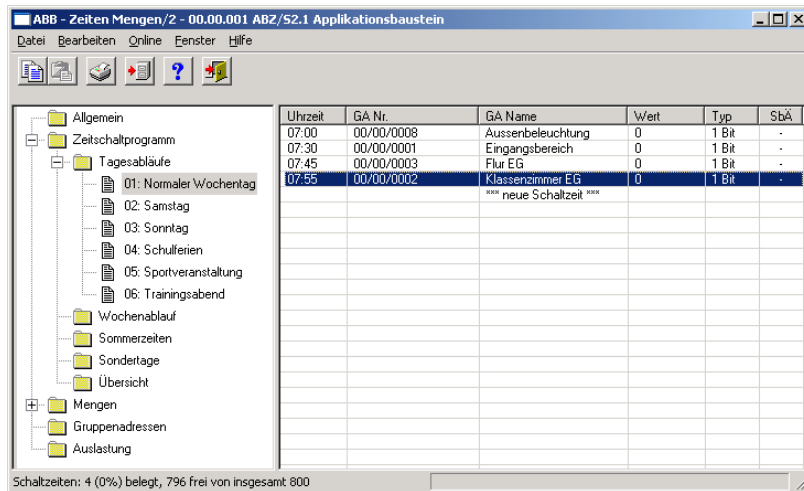 ABB - Zeiten Mengen/2 - 00.00.001 ABZ/S2.1 Applikationsbaustein
Datei Bearbeiten Online Fenster Hilfe
Allgemein
Zeitschaltprogramm
Tagesabläufe
01: Normaler Wochentag
02: Samstag
03: Sonntag
04: Schulferien
05: Sportveranstaltung
06: Trainingsabend
Wochenablauf
Sommerzeiten
Sondertage
Übersicht
Mengen
Gruppenadressen
Auslastung
Uhrzeit GA Nr. GA Name Wert Typ SbÄ
07:00 00/00/0008 Aussenbeleuchtung 0 1 Bit -
07:30 00/00/0001 Eingangsbereich 0 1 Bit -
07:45 00/00/0003 Flur EG 0 1 Bit -
07:55 00/00/0002 Klassenzimmer EG 0 1 Bit -
*** neue Schaltzeit ***
Schaltzeiten: 4 (0%) belegt, 796 frei von insgesamt 800